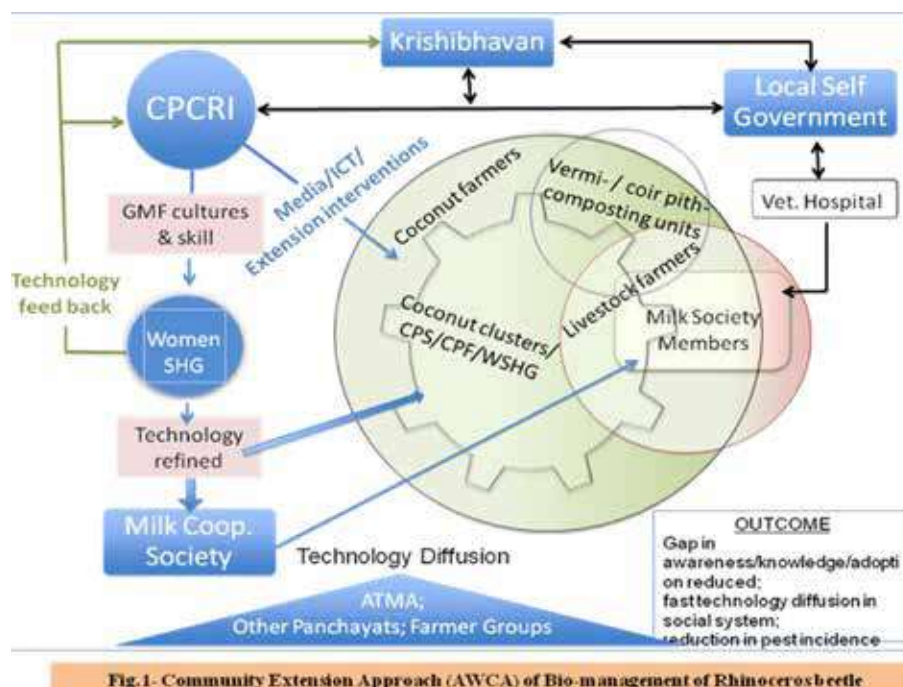 Krishibhavan
CPCRI
Local Self
Government
Media/ICT/
Extension interventions
Coconut farmers
Vermi- / coir pith-
composting units
Vet. Hospital
GMF cultures
& skill
Technology
feed back
Livestock farmers
Women
SHG
Coconut clusters/
CPS/CPF/WSHG
Milk Society
Members
Technology
refined
Milk Coop.
Society
Technology Diffusion
OUTCOME
Gap in
awareness/knowledge/adopti
on reduced;
fast technology diffusion in
social system;
reduction in pest incidence
ATMA;
Other Panchayats; Farmer Groups
Fig.1- Community Extension Approach (AWCA) of Bio-management of Rhinoceros beetle